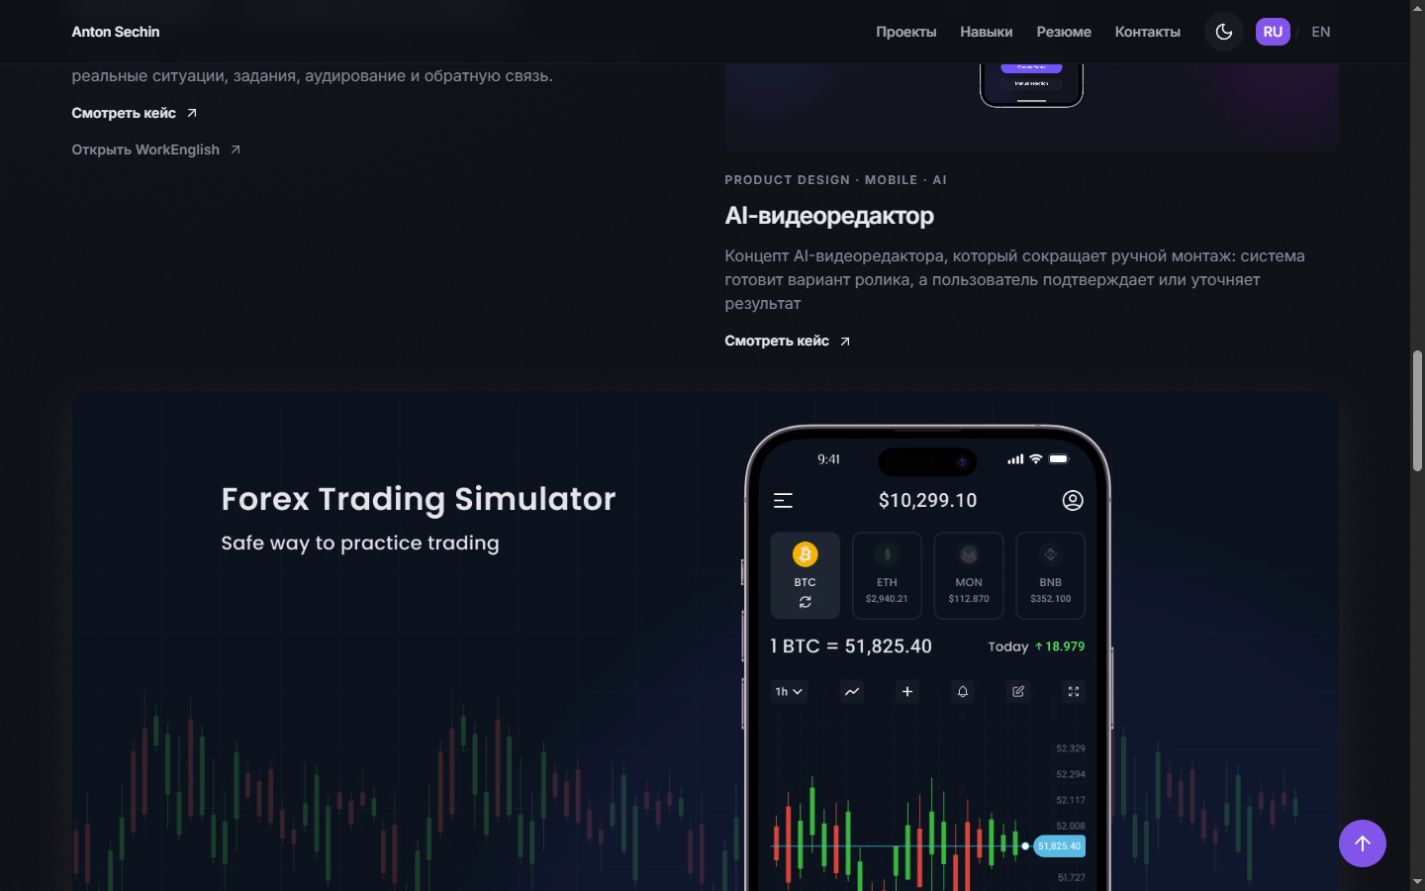 Anton Sechin
Проекты
Навыки
Резюме
Контакты
RU / EN
реальные ситуации, задания, аудирование и обратную связь.
Смотреть кейс
Открыть WorkEnglish
Manual selection
PRODUCT DESIGN · MOBILE · AI
AI-видеоредактор
Концепт AI-видеоредактора, который сокращает ручной монтаж: система
готовит вариант ролика, а пользователь подтверждает или уточняет
результат
Смотреть кейс
Forex Trading Simulator
Safe way to practice trading
9:41
$10,299.10
BTC
ETH
$2,940.21
MON
$112.870
BNB
$352.100
1 BTC = 51,825.40
Today ↑ 18.979
1h
52.329
52.294
52.117
52.008
51,825.40
51.727